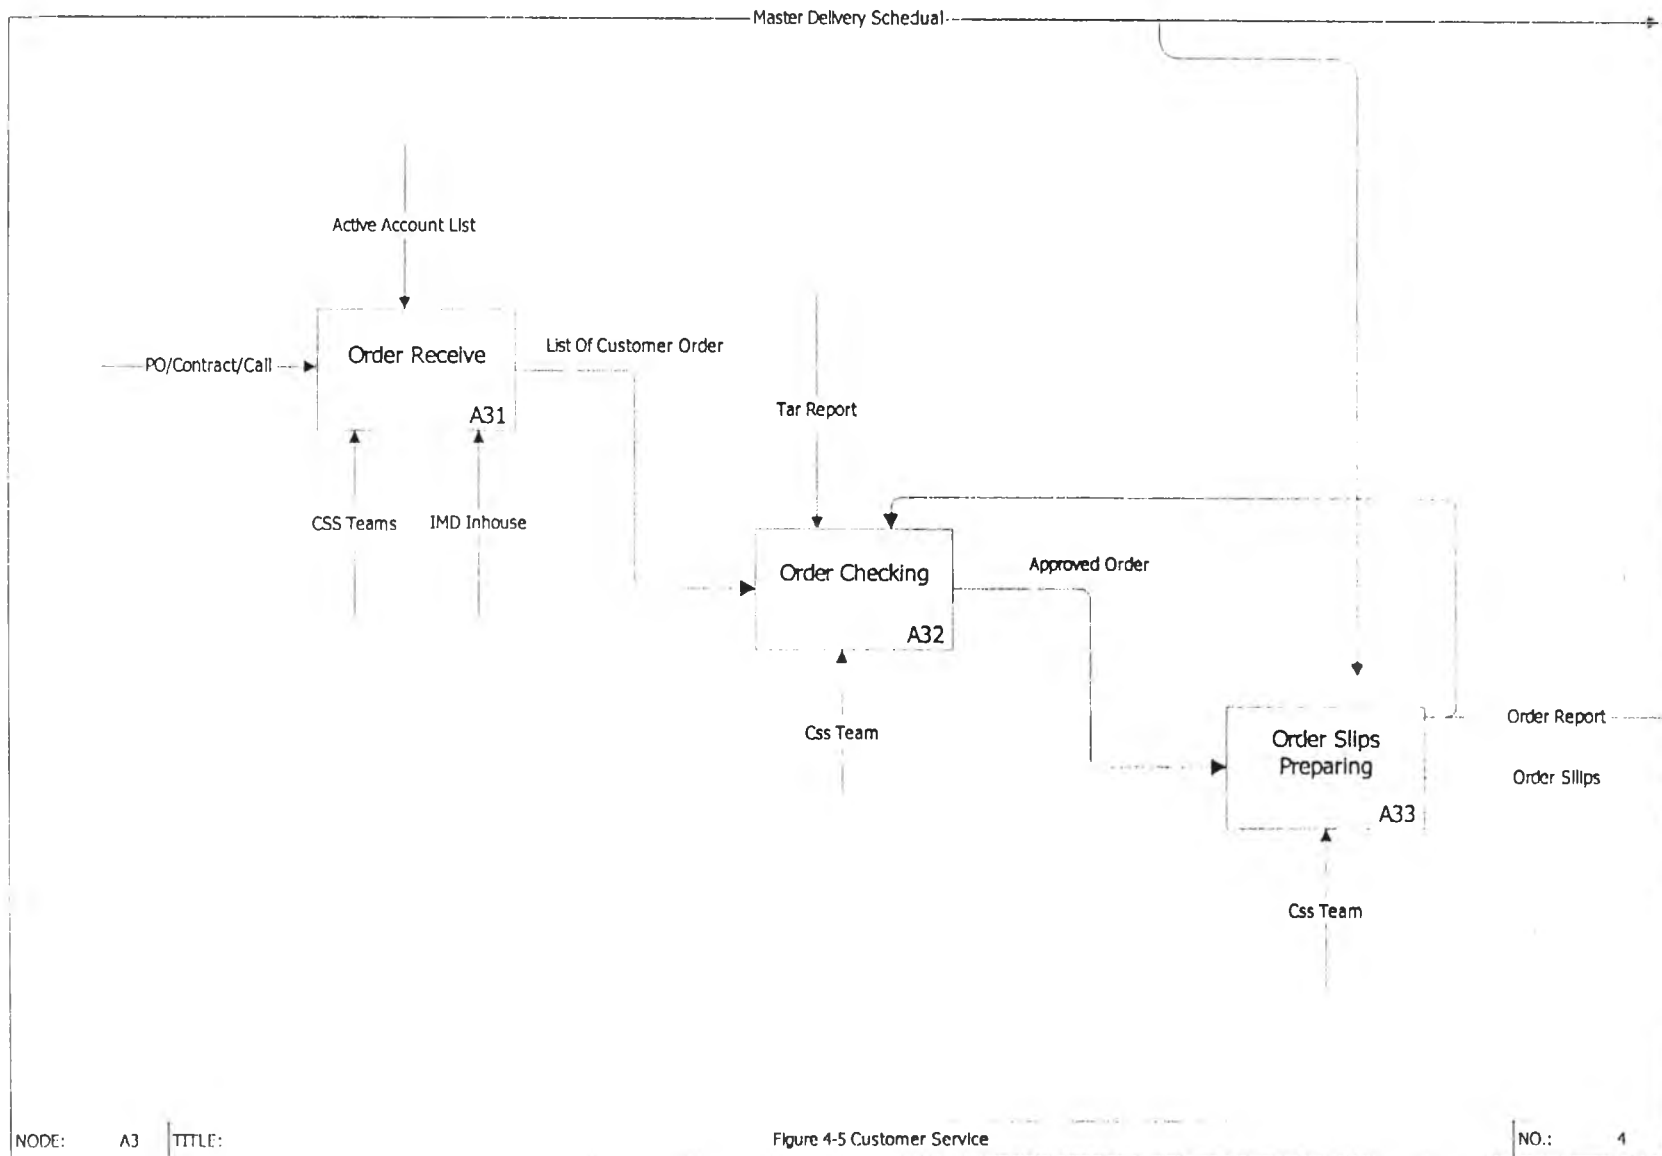 Master Delivery Schedual
Active Account List
PO/Contract/Call
Order Receive
A31
List Of Customer Order
CSS Teams
IMD Inhouse
Tar Report
Order Checking
A32
Approved Order
Css Team
Order Slips
Preparing
A33
Order Report
Order Sllips
Css Team
NODE: A3
TITLE: Figure 4-5 Customer Service
NO.: 4